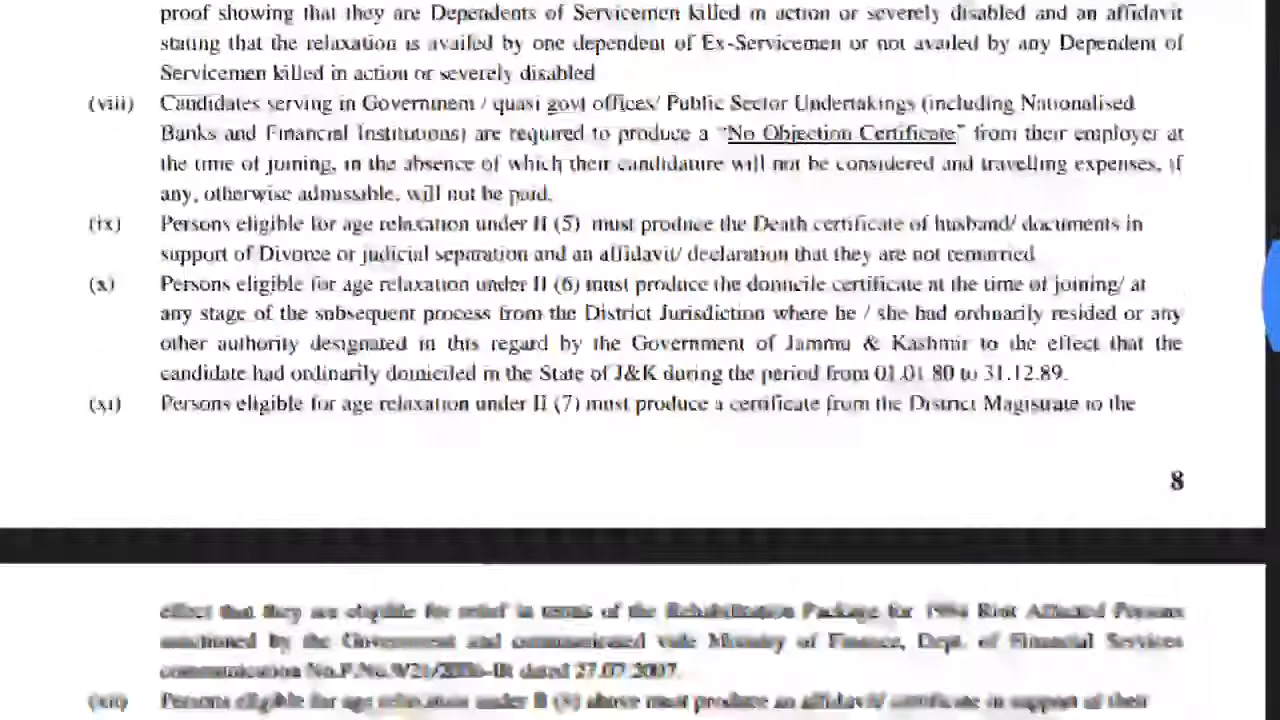 proof showing that they are Dependents of Servicemen killed in action or severely disabled and an affidavit
stating that the relaxation is availed by one dependent of Ex-Servicemen or not availed by any Dependent of
Servicemen killed in action or severely disabled
(viii) Candidates serving in Government / quasi govt offices/ Public Sector Undertakings (including Nationalised
Banks and Financial Institutions) are required to produce a “No Objection Certificate” from their employer at
the time of joining, in the absence of which their candidature will not be considered and travelling expenses, if
any, otherwise admissible, will not be paid.
(ix) Persons eligible for age relaxation under II (5) must produce the Death certificate of husband/ documents in
support of Divorce or judicial separation and an affidavit/ declaration that they are not remarried
(x) Persons eligible for age relaxation under II (6) must produce the domicile certificate at the time of joining/ at
any stage of the subsequent process from the District Jurisdiction where he / she had ordinarily resided or any
other authority designated in this regard by the Government of Jammu & Kashmir to the effect that the
candidate had ordinarily domiciled in the State of J&K during the period from 01.01.80 to 31.12.89.
(xi) Persons eligible for age relaxation under II (7) must produce a certificate from the District Magistrate to the
8
effect that they are eligible for relief in terms of the Rehabilitation Package for 1984 Riot Affected Persons
sanctioned by the Government and communicated vide Ministry of Finance, Dept. of Financial Services
communication dated 27.07.2007.
(xii) Persons eligible for age relaxation under II above must produce an affidavit/ certificate in support of their